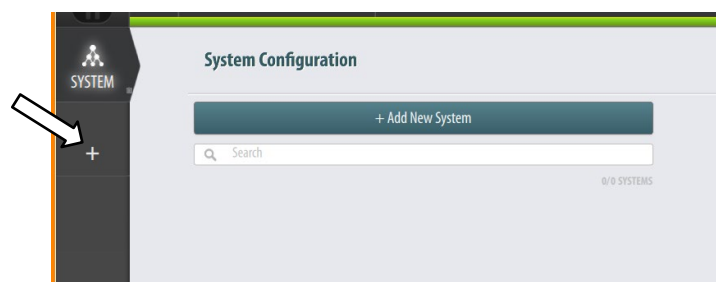 System Configuration
SYSTEM
+ Add New System
+
Search
0/0 SYSTEMS